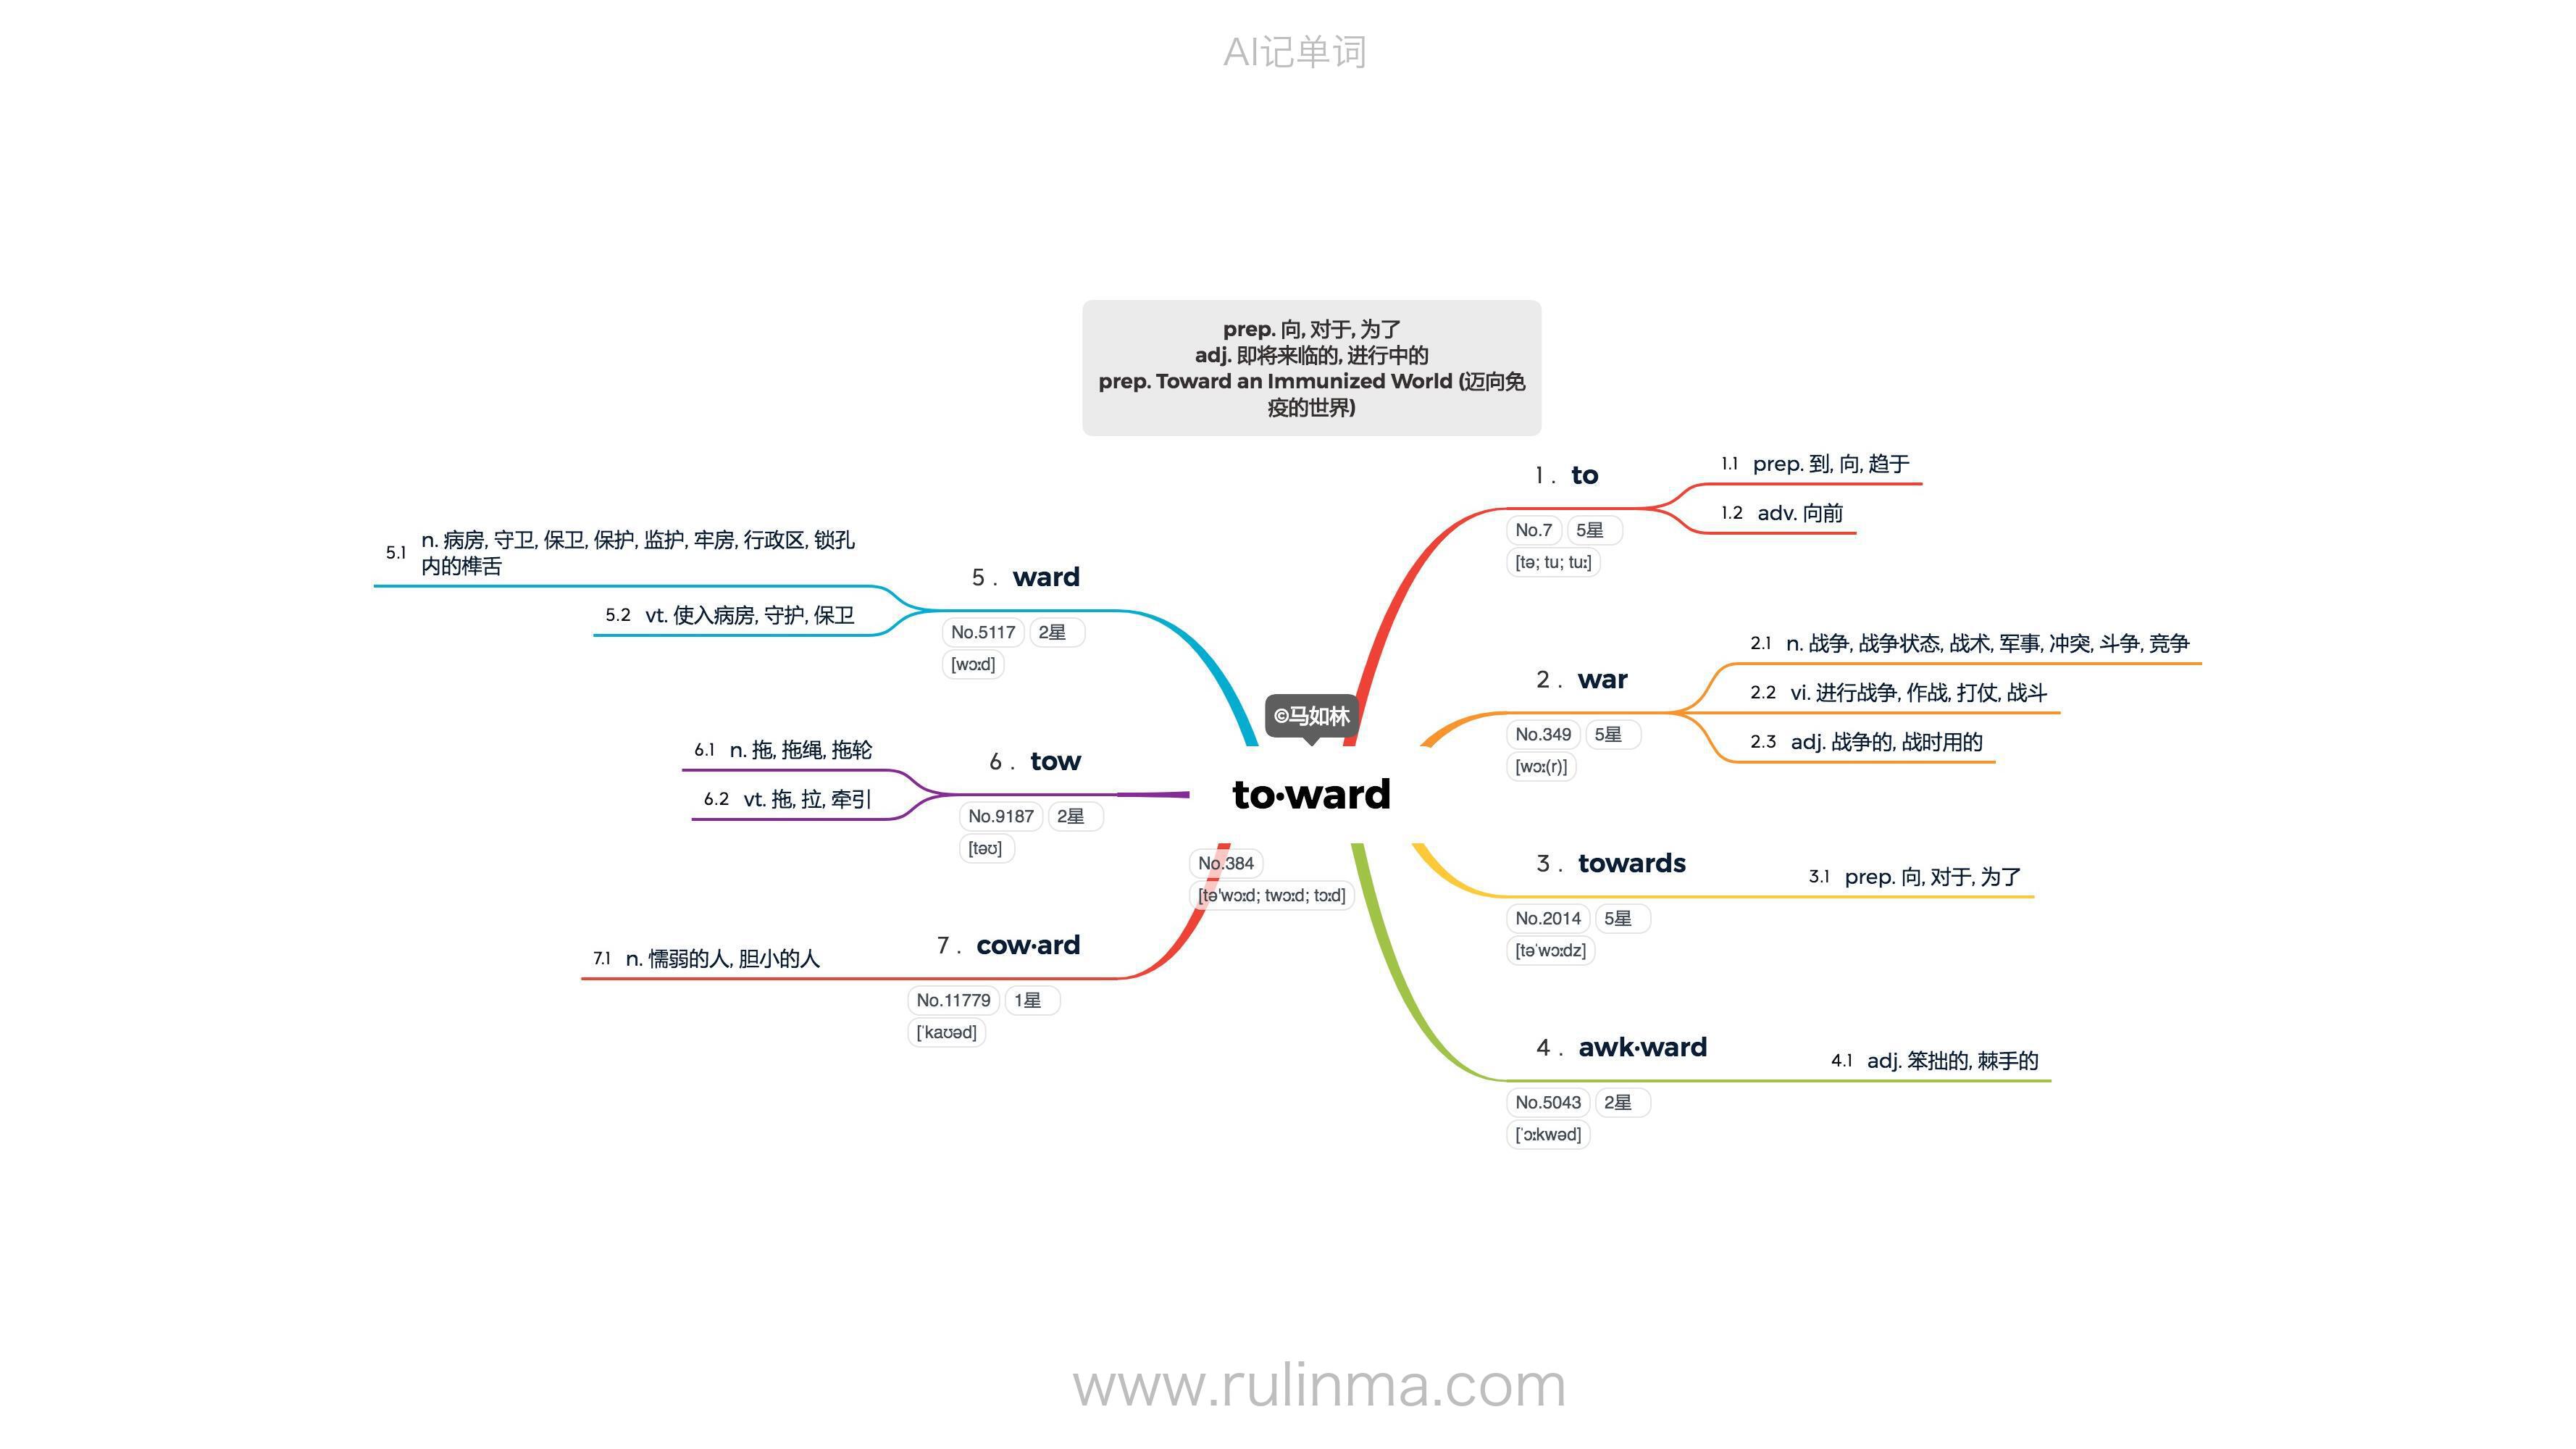 AI记单词
prep. 向, 对于, 为了
adj. 即将来临的, 进行中的
prep. Toward an Immunized World (迈向免
疫的世界)
©马如林
to·ward
No.384
[tə'wɔːd; twɔːd; tɔːd]
1 . to
No.7 5星
[tə; tu; tuː]
1.1 prep. 到, 向, 趋于
1.2 adv. 向前
2 . war
No.349 5星
[wɔː(r)]
2.1 n. 战争, 战争状态, 战术, 军事, 冲突, 斗争, 竞争
2.2 vi. 进行战争, 作战, 打仗, 战斗
2.3 adj. 战争的, 战时用的
3 . towards
No.2014 5星
[təˈwɔːdz]
3.1 prep. 向, 对于, 为了
4 . awk·ward
No.5043 2星
[ˈɔːkwəd]
4.1 adj. 笨拙的, 棘手的
5 . ward
No.5117 2星
[wɔːd]
5.1 n. 病房, 守卫, 保卫, 保护, 监护, 牢房, 行政区, 锁孔
内的榫舌
5.2 vt. 使入病房, 守护, 保卫
6 . tow
No.9187 2星
[təʊ]
6.1 n. 拖, 拖绳, 拖轮
6.2 vt. 拖, 拉, 牵引
7 . cow·ard
No.11779 1星
[ˈkaʊəd]
7.1 n. 懦弱的人, 胆小的人
www.rulinma.com